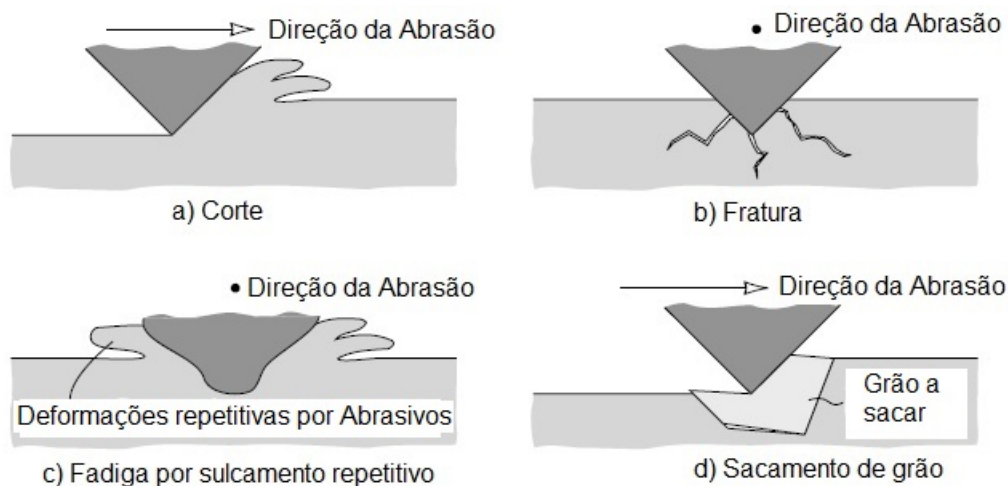 Direção da Abrasão
a) Corte
Direção da Abrasão
b) Fratura
Direção da Abrasão
Deformações repetitivas por Abrasivos
c) Fadiga por sulcamento repetitivo
Direção da Abrasão
Grão a
sacar
d) Sacamento de grão